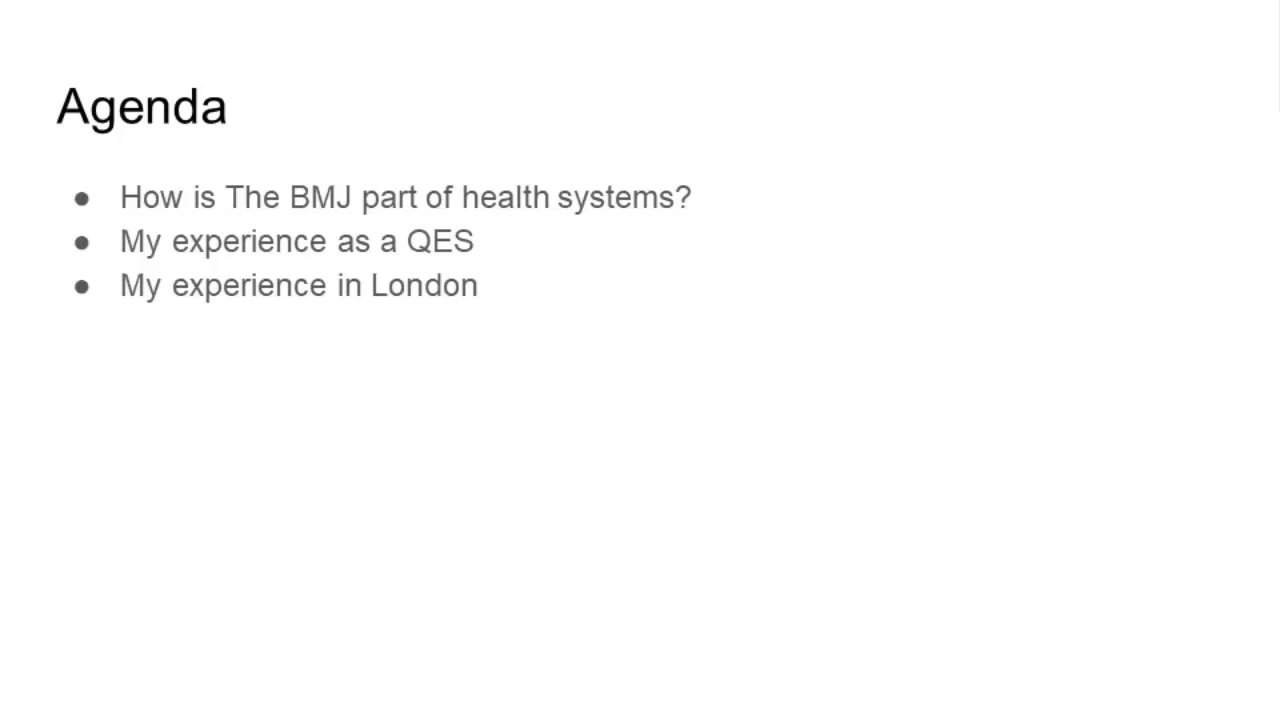 Agenda
● How is The BMJ part of health systems?
● My experience as a QES
● My experience in London